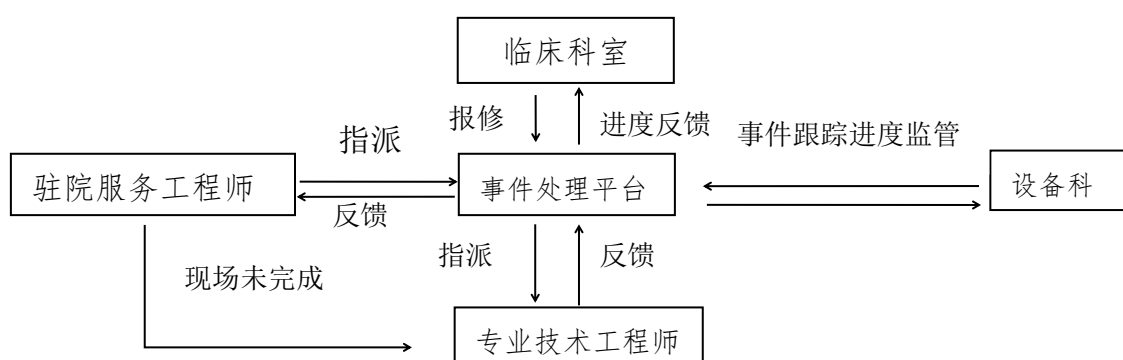 临床科室
报修
进度反馈
事件跟踪进度监管
指派
驻院服务工程师
事件处理平台
设备科
反馈
指派
反馈
现场未完成
专业技术工程师